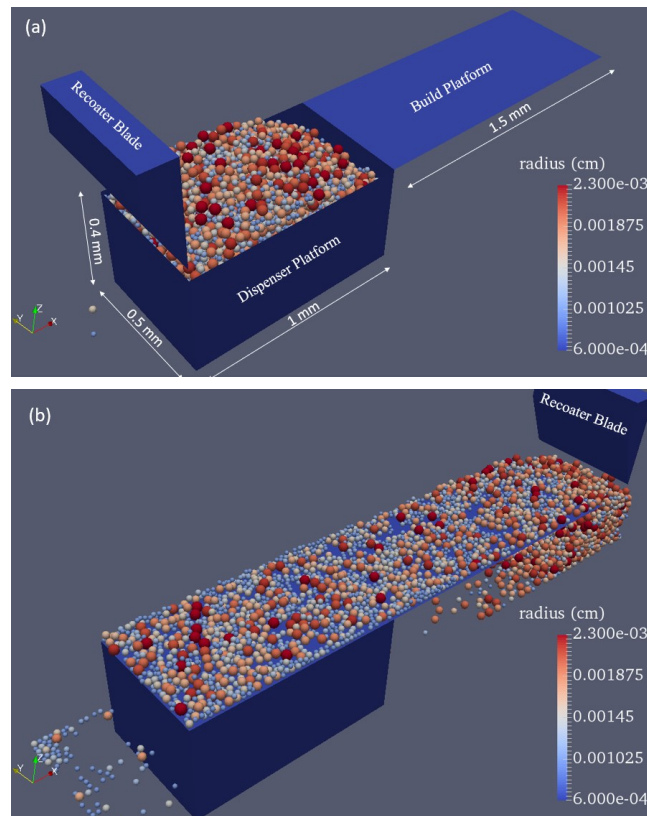 (a)
Recoater Blade
Build Platform
1.5 mm
radius (cm)
2.300e-03
0.001875
0.00145
0.001025
6.000e-04
0.4 mm
Dispenser Platform
0.5 mm
1 mm
Z
Y
X
(b)
Recoater Blade
radius (cm)
2.300e-03
0.001875
0.00145
0.001025
6.000e-04
Z
Y
X